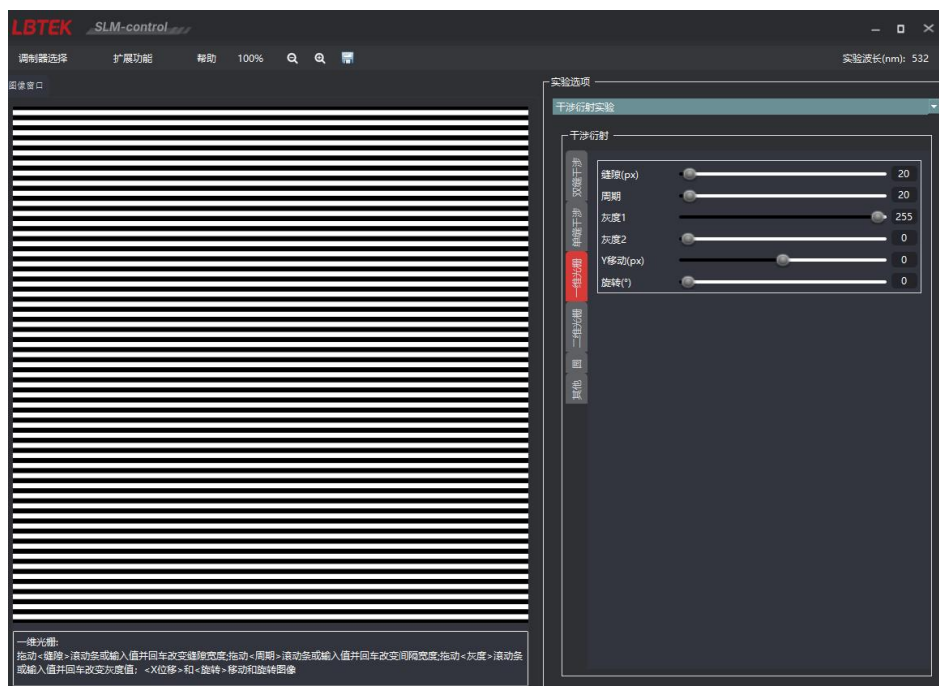 LBTEK SLM-control
调制器选择 扩展功能 帮助 100% 实验波长(nm): 532
图像窗口
实验选项
干涉衍射实验
干涉衍射
双缝干涉
单缝干涉
一维光栅
二维光栅
圆
其他
缝隙(px) 20
周期 20
灰度1 255
灰度2 0
Y移动(px) 0
旋转(°) 0
一维光栅:
拖动<缝隙>滚动条或输入值并回车改变缝隙宽度;拖动<周期>滚动条或输入值并回车改变间隔宽度;拖动<灰度>滚动条
或输入值并回车改变灰度值; <X位移>和<旋转>移动和旋转图像